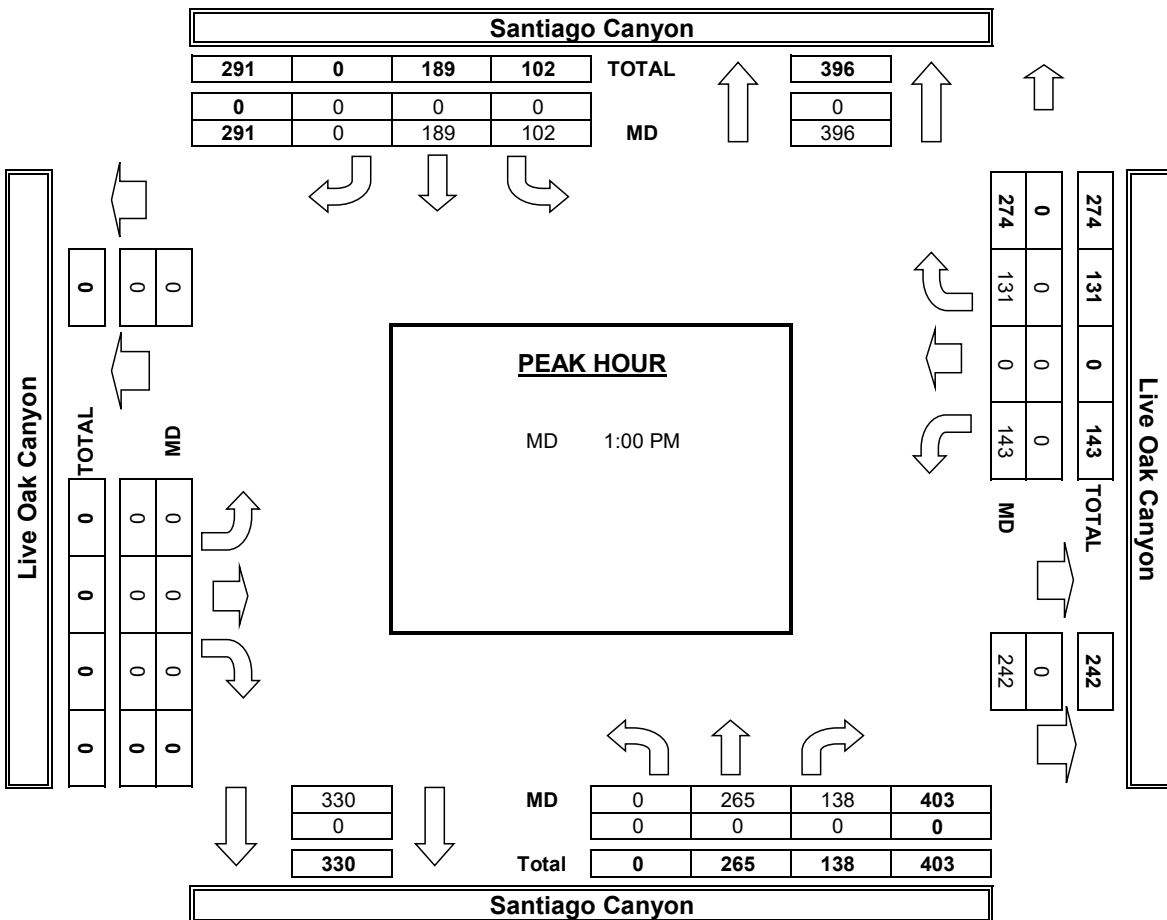 Santiago Canyon
291 0 189 102 TOTAL 396
0 0 0 0 0
291 0 189 102 MD 396
Live Oak Canyon
0 0 0
TOTAL MD
0 0 0
0 0 0
0 0 0
0 0 0
PEAK HOUR
MD 1:00 PM
274 0 274
131 0 131
0 0 0
143 0 143
MD TOTAL
242 0 242
Live Oak Canyon
330 MD 0 265 138 403
0 0 0 0 0
330 Total 0 265 138 403
Santiago Canyon